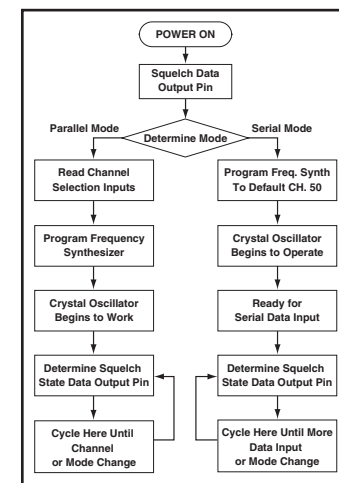 POWER ON
Squelch Data
Output Pin
Determine Mode
Parallel Mode
Serial Mode
Read Channel
Selection Inputs
Program Frequency
Synthesizer
Crystal Oscillator
Begins to Work
Determine Squelch
State Data Output Pin
Cycle Here Until
Channel
or Mode Change
Program Freq. Synth
To Default CH. 50
Crystal Oscillator
Begins to Operate
Ready for
Serial Data Input
Determine Squelch
State Data Output Pin
Cycle Here Until More
Data Input
or Mode Change